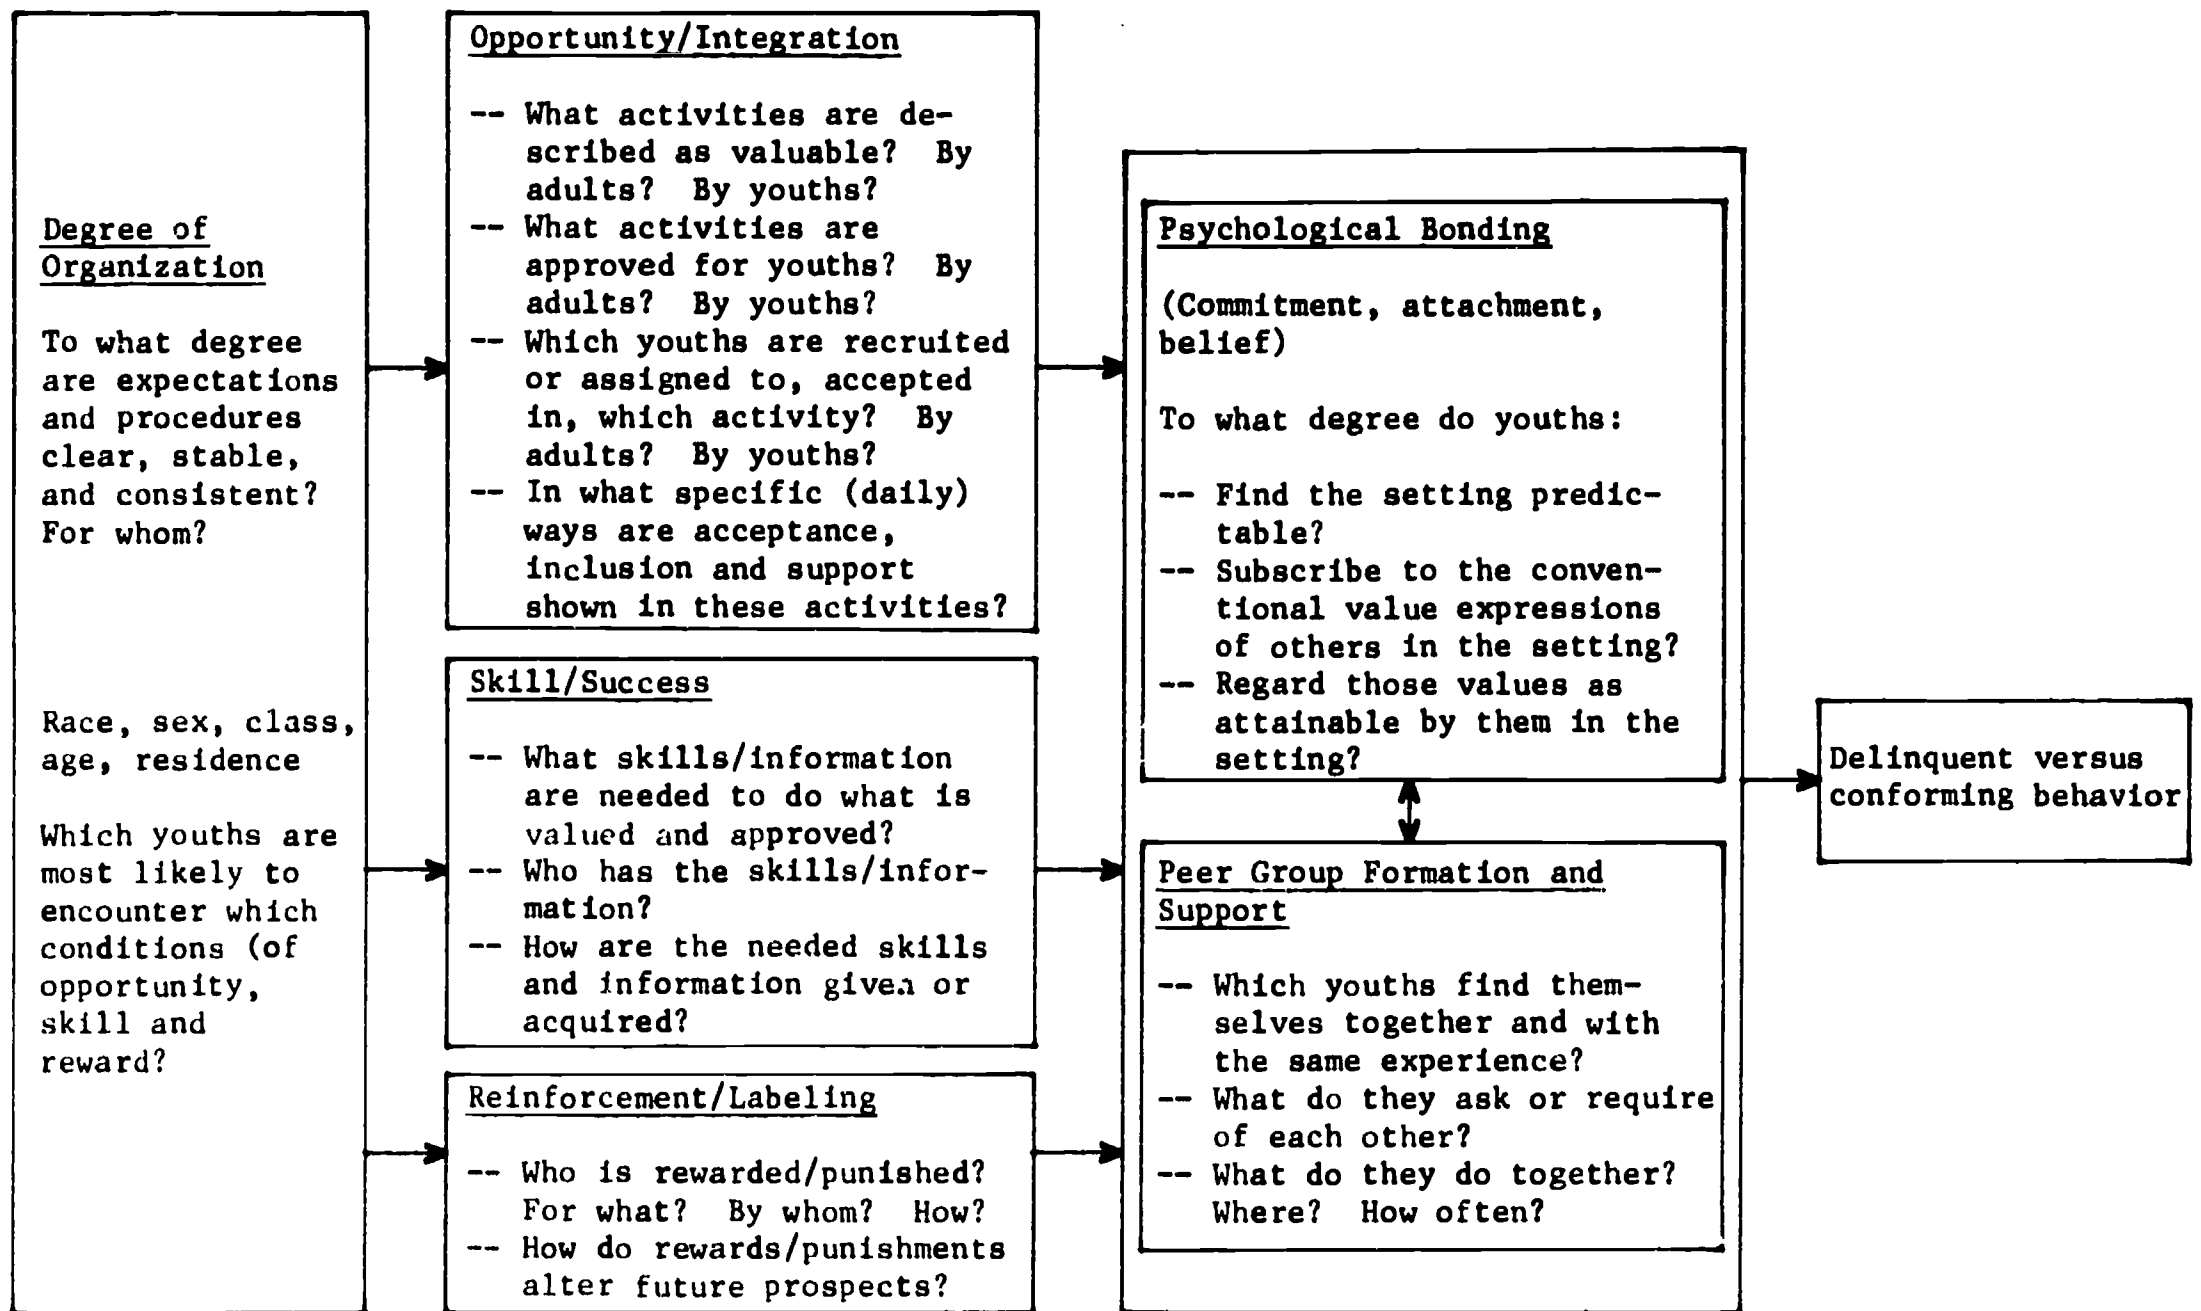 Degree of
Organization
To what degree
are expectations
and procedures
clear, stable,
and consistent?
For whom?
Race, sex, class,
age, residence
Which youths are
most likely to
encounter which
conditions (of
opportunity,
skill and
reward?
Opportunity/Integration
-- What activities are de-
scribed as valuable? By
adults? By youths?
-- What activities are
approved for youths? By
adults? By youths?
-- Which youths are recruited
or assigned to, accepted
in, which activity? By
adults? By youths?
-- In what specific (daily)
ways are acceptance,
inclusion and support
shown in these activities?
Skill/Success
-- What skills/information
are needed to do what is
valued and approved?
-- Who has the skills/infor-
mation?
-- How are the needed skills
and information given or
acquired?
Reinforcement/Labeling
-- Who is rewarded/punished?
For what? By whom? How?
-- How do rewards/punishments
alter future prospects?
Psychological Bonding
(Commitment, attachment,
belief)
To what degree do youths:
-- Find the setting predic-
table?
-- Subscribe to the conven-
tional value expressions
of others in the setting?
-- Regard those values as
attainable by them in the
setting?
Peer Group Formation and
Support
-- Which youths find them-
selves together and with
the same experience?
-- What do they ask or require
of each other?
-- What do they do together?
Where? How often?
Delinquent versus
conforming behavior